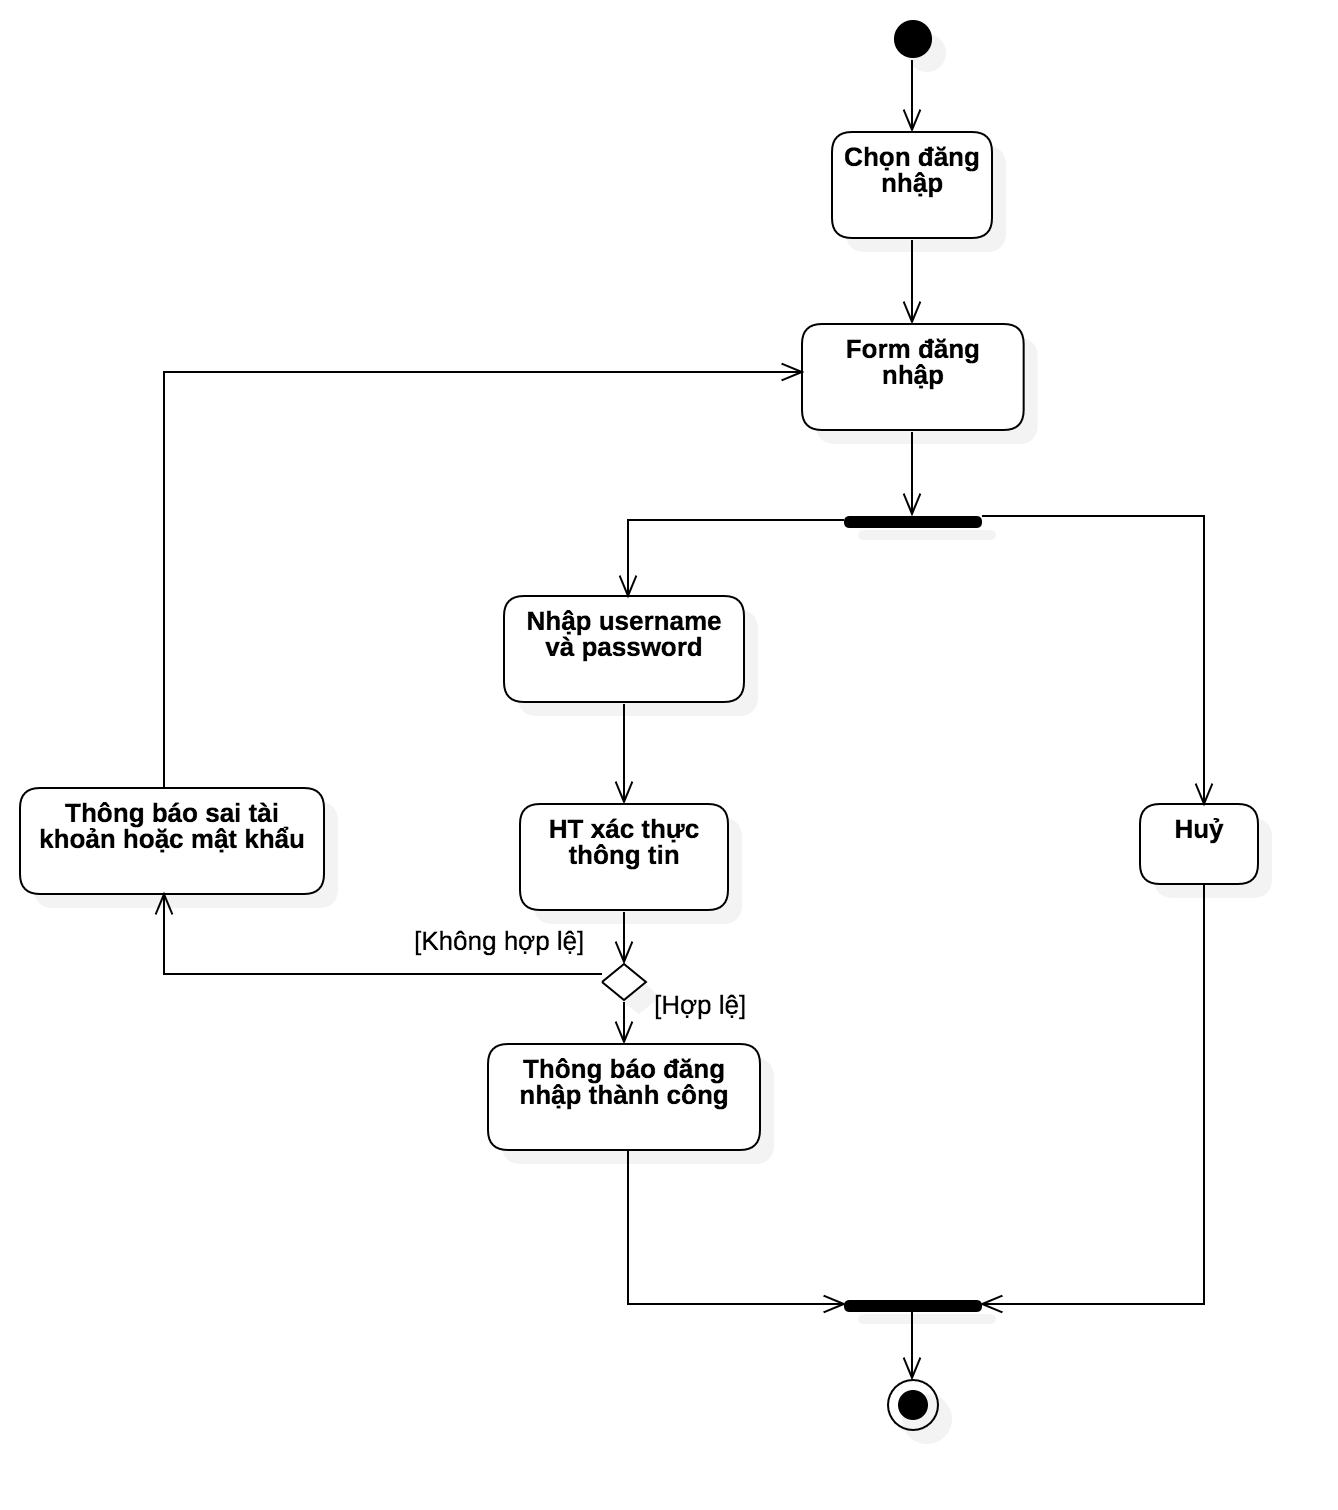 Chọn đăng
nhập
Form đăng
nhập
Nhập username
và password
Thông báo sai tài
khoản hoặc mật khẩu
HT xác thực
thông tin
Huỷ
[Không hợp lệ]
[Hợp lệ]
Thông báo đăng
nhập thành công